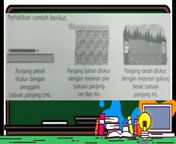 Perhatikan contoh berikut.
Panjang pensil
diukur dengan
penggaris
(satuan panjang cm).
Panjang bahan diukur
dengan meteran pita
(satuan panjang
cm dan m).
Panjang tanah diukur
dengan meteran gulung
besar (satuan
panjang m).